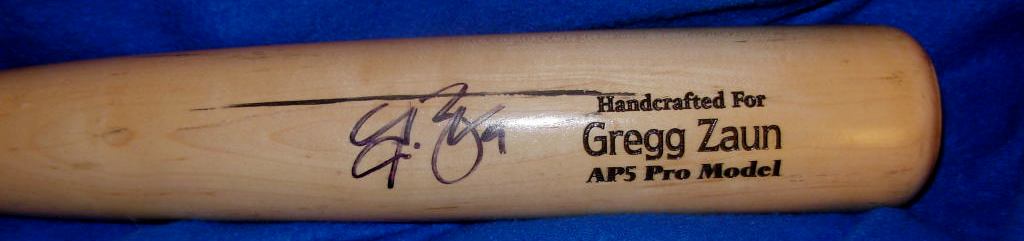 Handcrafted For
Gregg Zaun
AP5 Pro Model